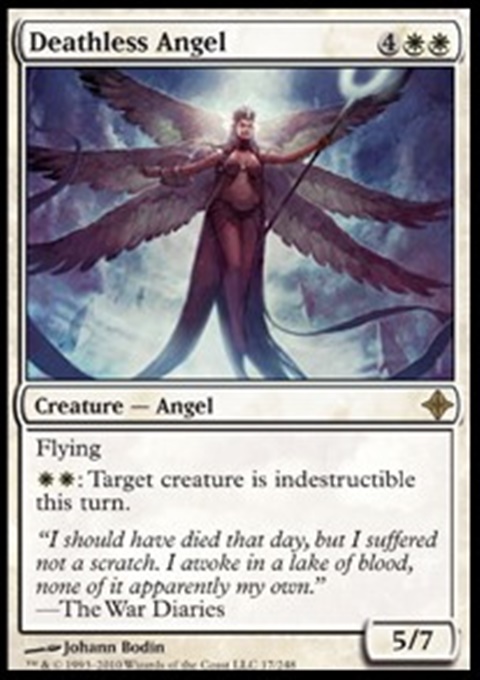 Deathless Angel 4
Creature — Angel
Flying
: Target creature is indestructible
this turn.
“I should have died that day, but I suffered
not a scratch. I awoke in a lake of blood,
none of it apparently my own.”
—The War Diaries
Johann Bodin
5/7
™ & © 1993–2010 Wizards of the Coast LLC 17/248